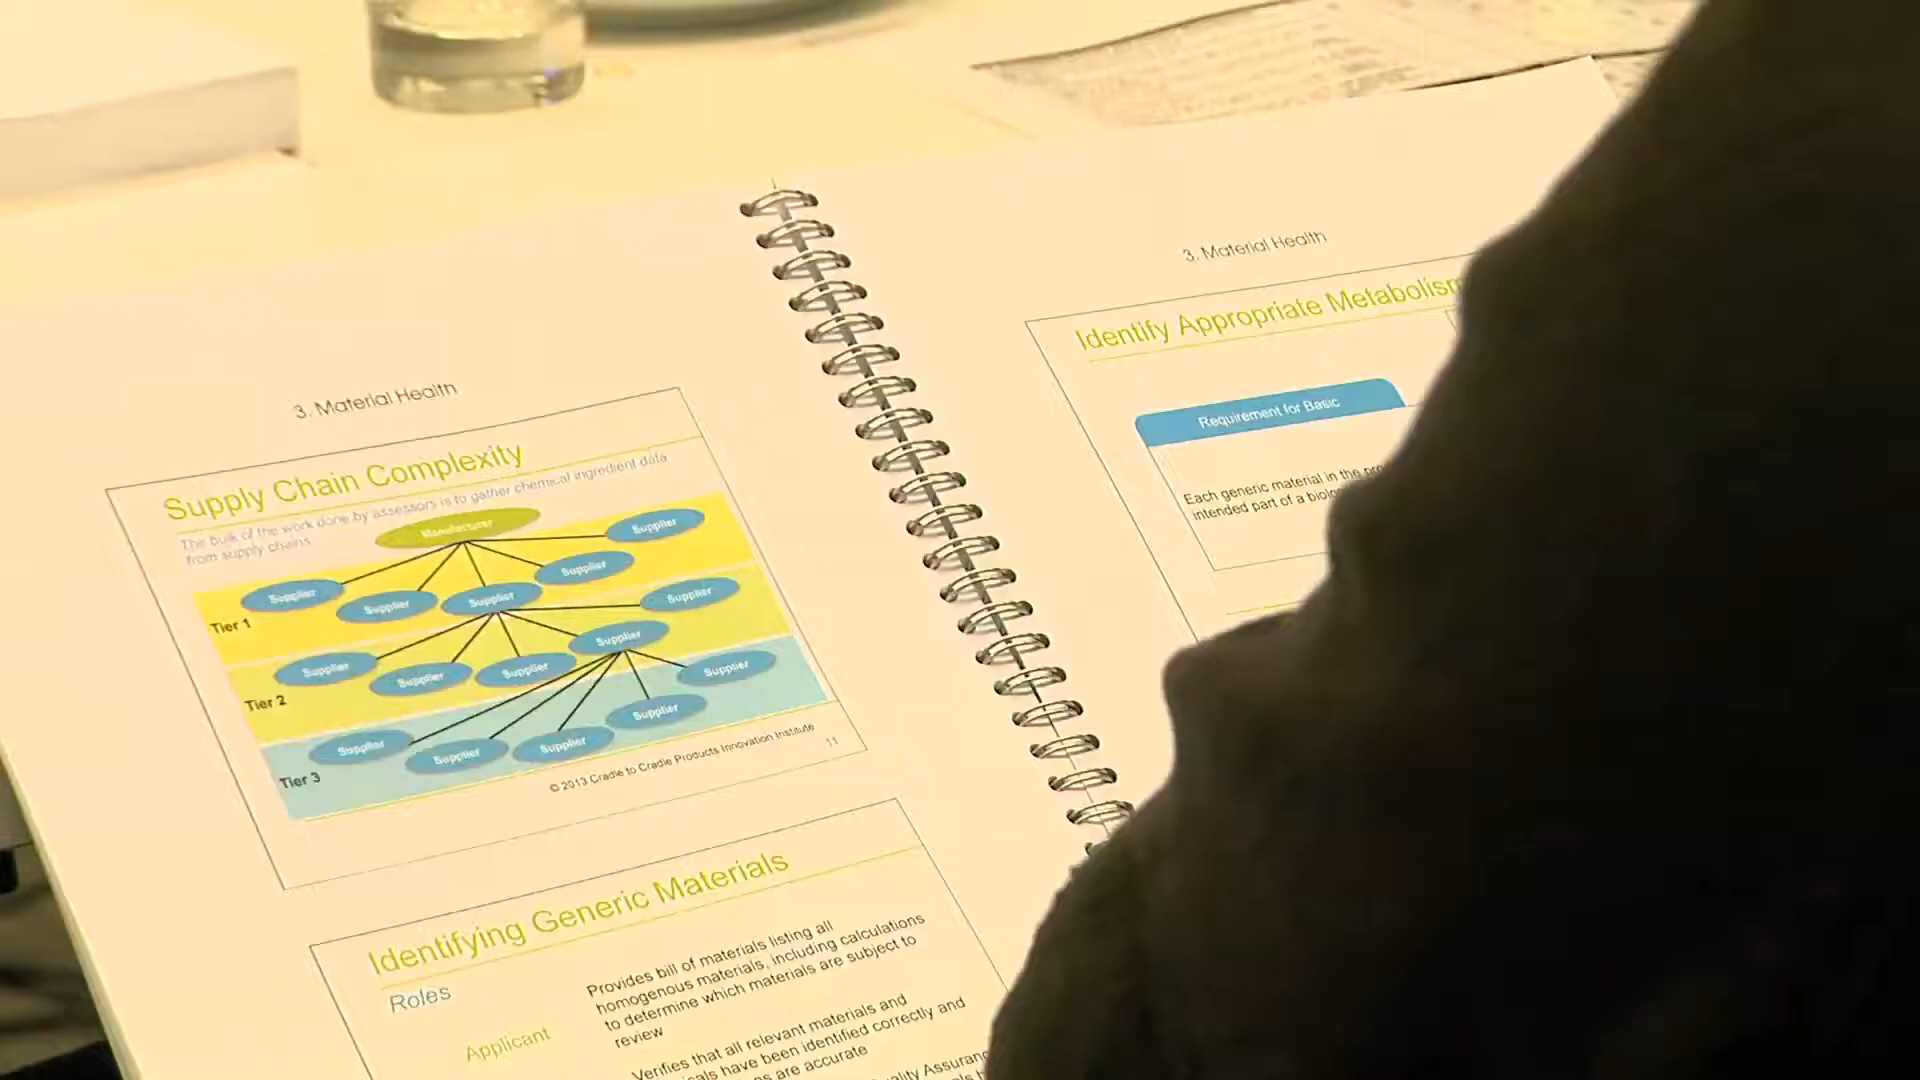 3. Material Health
Supply Chain Complexity
The bulk of the work done by assessors is to gather chemical ingredient data
from supply chains
Manufacturer
Supplier
Supplier
Supplier
Supplier
Supplier
Tier 1
Supplier
Supplier
Supplier
Supplier
Supplier
Tier 2
Supplier
Supplier
Supplier
Supplier
Supplier
Tier 3
© 2013 Cradle to Cradle Products Innovation Institute
11
Identifying Generic Materials
Roles
Applicant
Provides bill of materials listing all
homogenous materials, including calculations
to determine which materials are subject to
review
Verifies that all relevant materials and
have been identified correctly and
are accurate
3. Material Health
Identify Appropriate Metabolism
Requirement for Basic
Each generic material in the
intended part of a